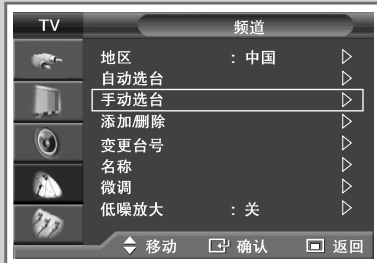 TV 频道
地区 : 中国
自动选台
手动选台
添加/删除
变更台号
名称
微调
低噪放大 : 关
移动 确认 返回